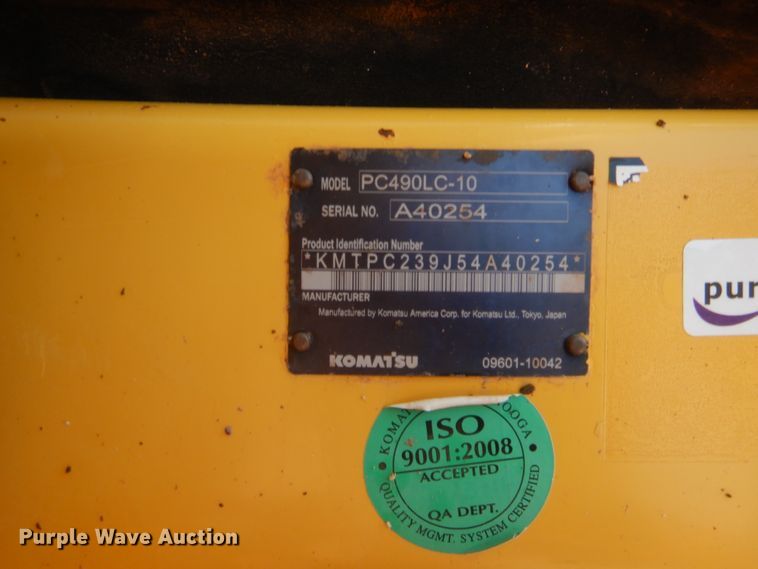 MODEL PC490LC-10
SERIAL NO. A40254
Product Identification Number
*KMTPC239J54A40254*
MANUFACTURER
Manufactured by Komatsu America Corp. for Komatsu Ltd., Tokyo, Japan
KOMATSU 09601-10042
pur
ISO
9001:2008
ACCEPTED
QA DEPT.
QUALITY MGMT. SYSTEM CERTIFIED
Purple Wave Auction